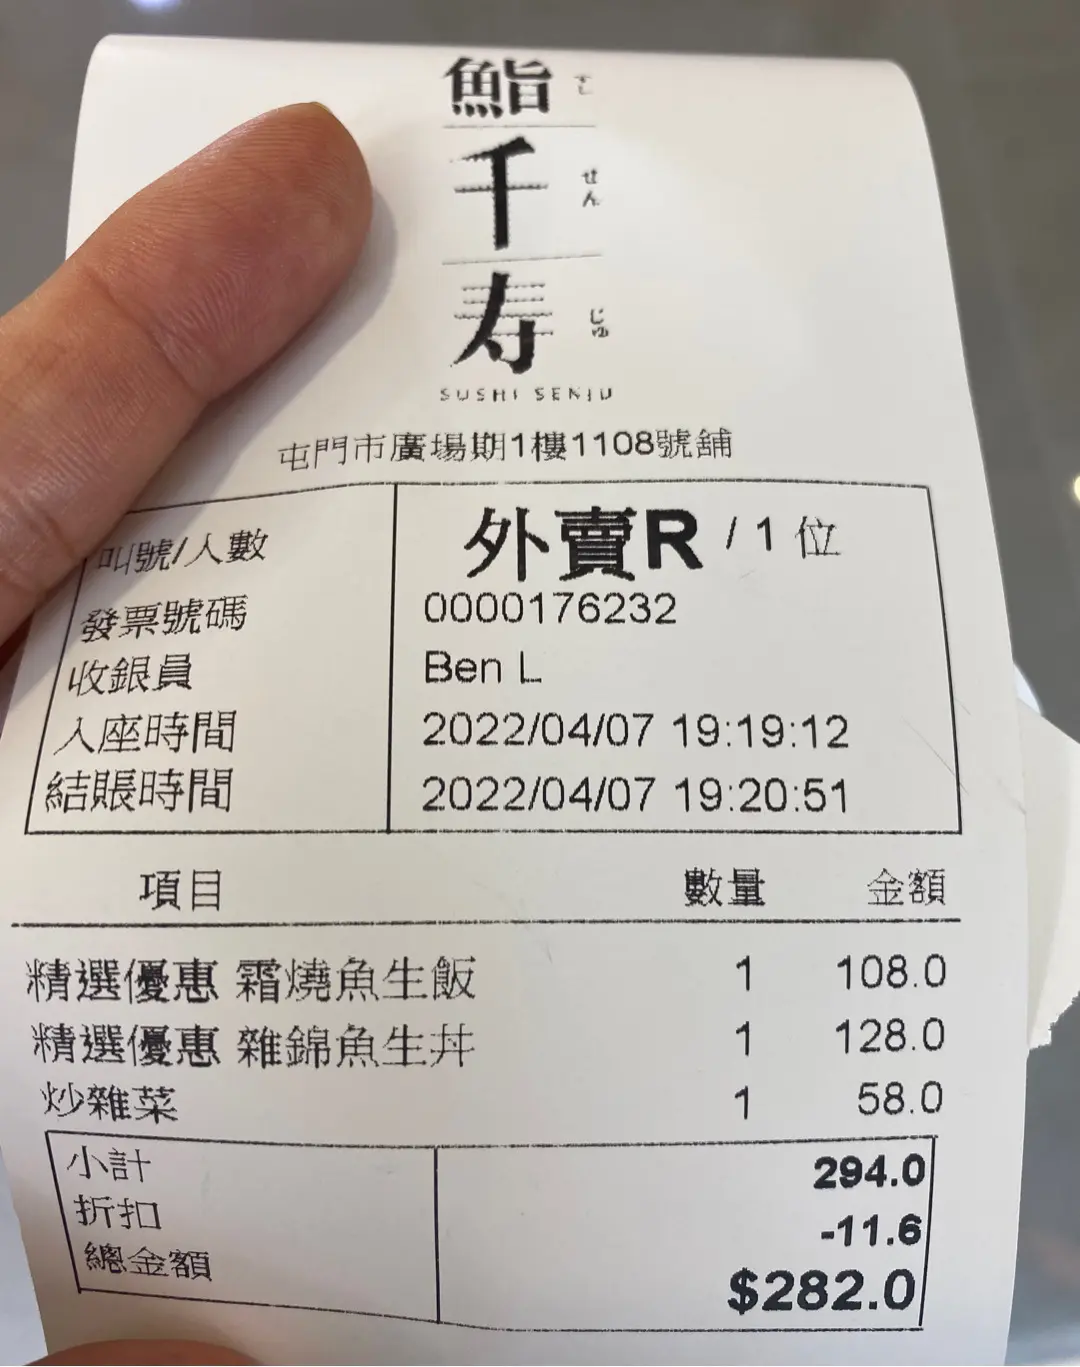 鮨 すし
千 せん
寿 じゅ
SUSHI SENJU
屯門市廣場期1樓1108號舖
叫號/人數 外賣R / 1 位
發票號碼 0000176232
收銀員 Ben L
入座時間 2022/04/07 19:19:12
結賬時間 2022/04/07 19:20:51
項目 數量 金額
精選優惠 霜燒魚生飯 1 108.0
精選優惠 雜錦魚生丼 1 128.0
炒雜菜 1 58.0
小計 294.0
折扣 -11.6
總金額 $282.0